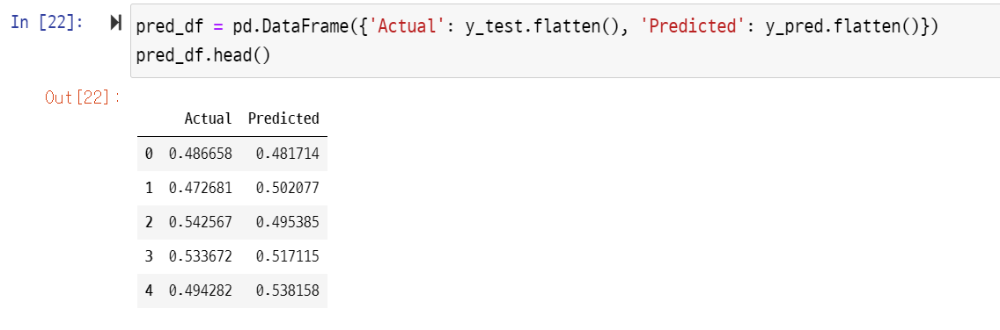 In [22]: pred_df = pd.DataFrame({'Actual': y_test.flatten(), 'Predicted': y_pred.flatten()})
pred_df.head()
Out[22]:
Actual Predicted
0 0.486658 0.481714
1 0.472681 0.502077
2 0.542567 0.495385
3 0.533672 0.517115
4 0.494282 0.538158